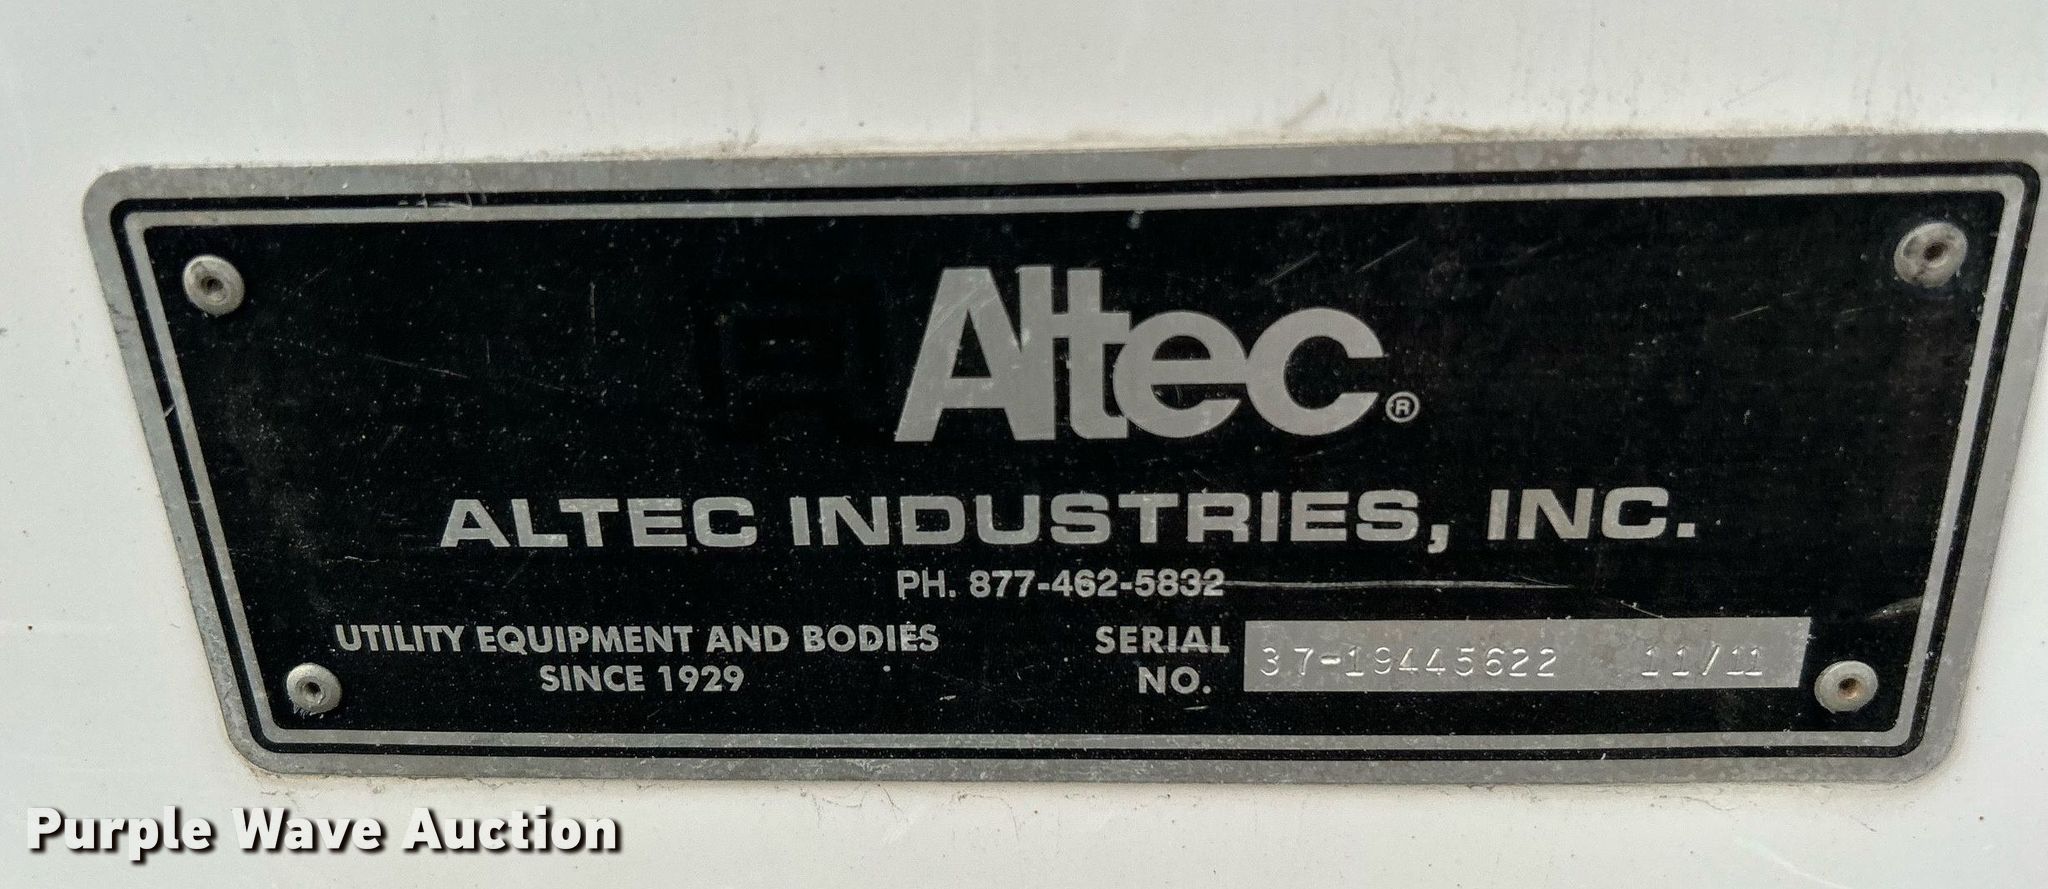 Altec®
ALTEC INDUSTRIES, INC.
PH. 877-462-5832
UTILITY EQUIPMENT AND BODIES
SINCE 1929
SERIAL
NO.
37-19445622 11/11
Purple Wave Auction